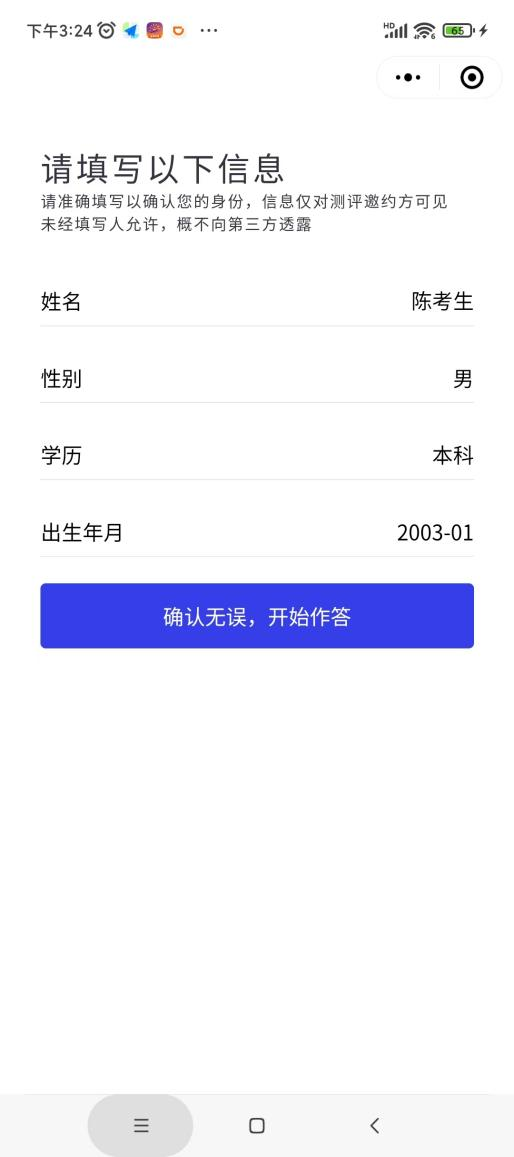 下午3:24
HD
6
65
请填写以下信息
请准确填写以确认您的身份，信息仅对测评邀约方可见
未经填写人允许，概不向第三方透露
姓名 陈考生
性别 男
学历 本科
出生年月 2003-01
确认无误，开始作答